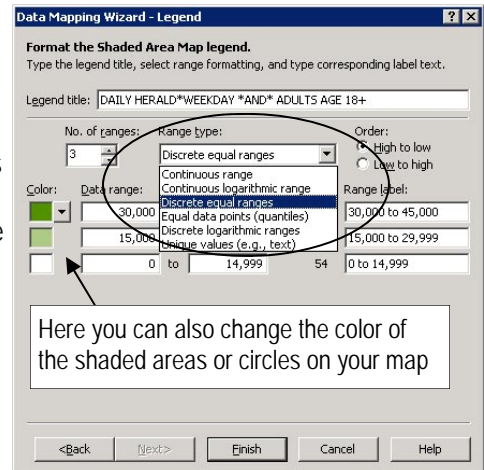 Data Mapping Wizard - Legend
Format the Shaded Area Map legend.
Type the legend title, select range formatting, and type corresponding label text.
Legend title: DAILY HERALD*WEEKDAY *AND* ADULTS AGE 18+
No. of ranges: Range type: Order:
3 Discrete equal ranges High to low
Low to high
Continuous range
Continuous logarithmic range
Discrete equal ranges
Equal data points (quantiles)
Discrete logarithmic ranges
Unique values (e.g., text)
Color: Data range: Range label:
30,000 30,000 to 45,000
15,000 15,000 to 29,999
0 to 14,999 54 0 to 14,999
Here you can also change the color of
the shaded areas or circles on your map
<Back Next> Finish Cancel Help